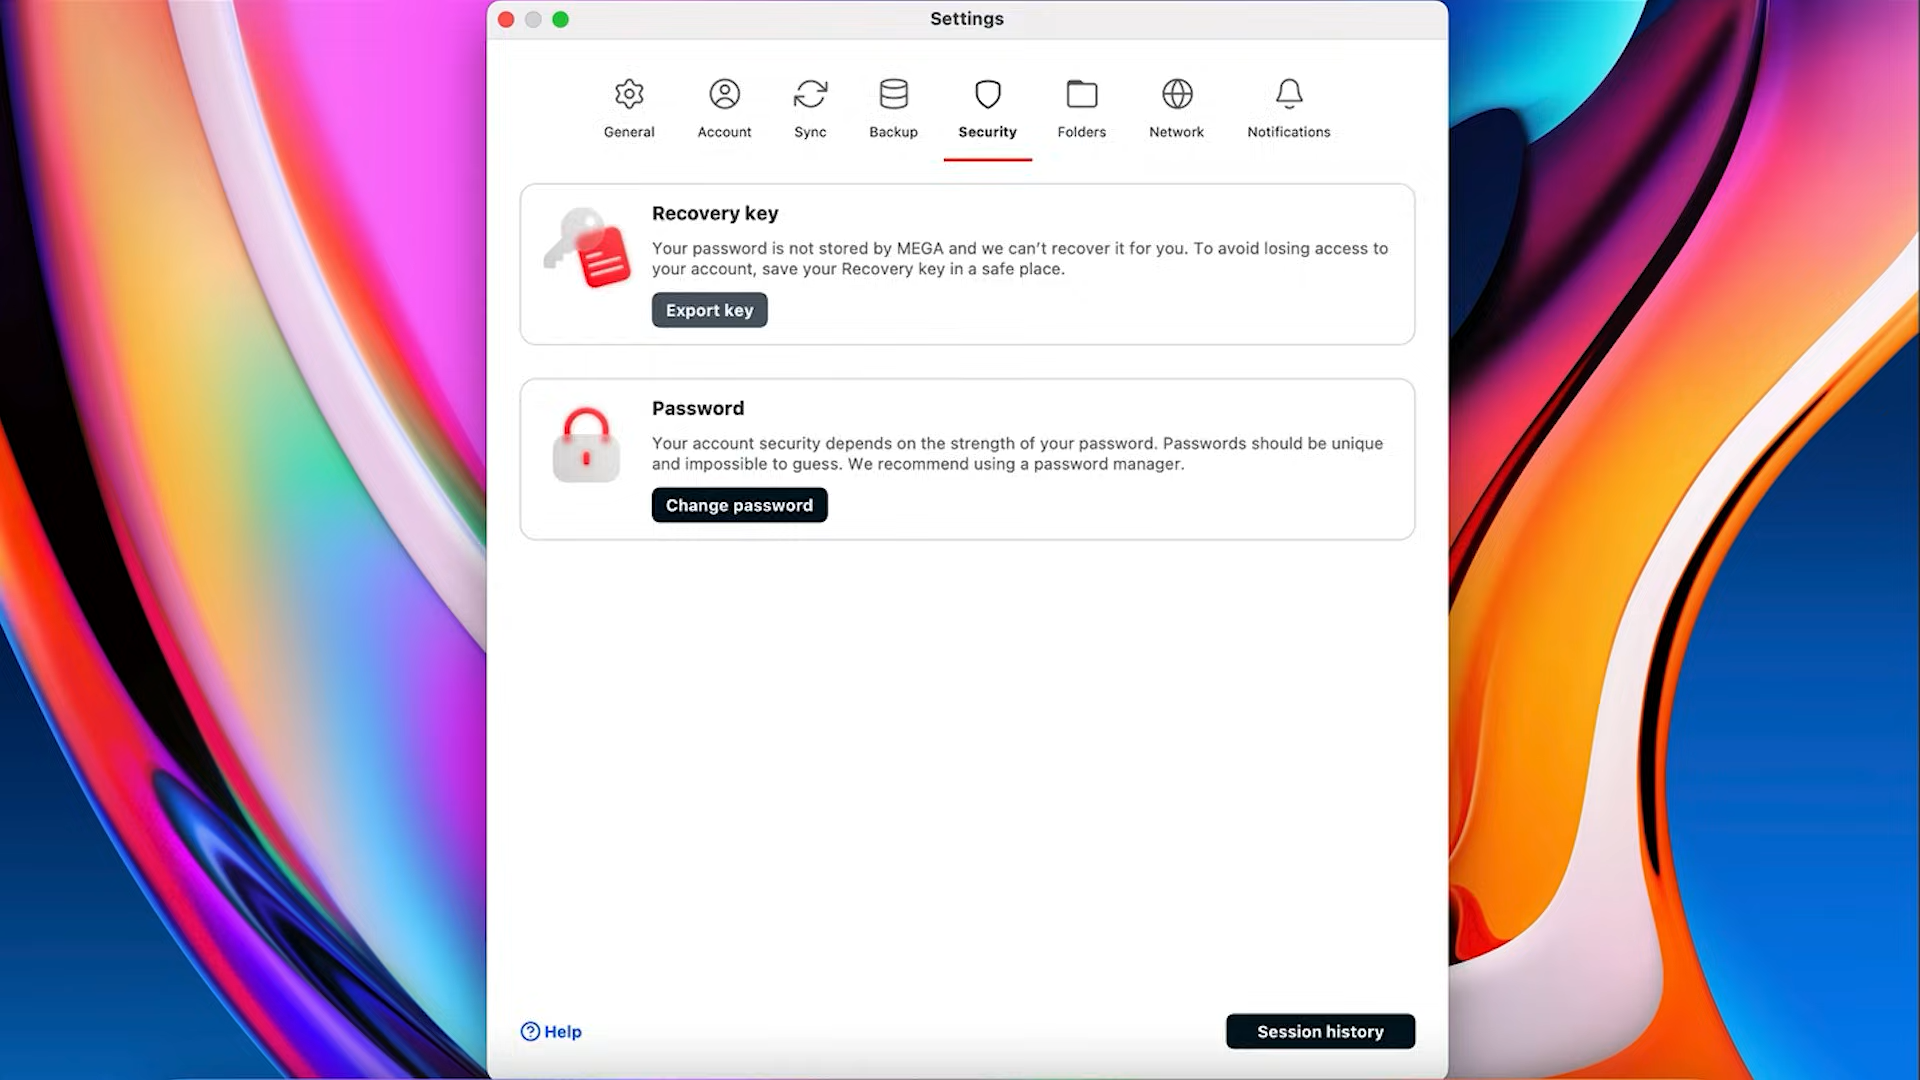 Settings
General
Account
Sync
Backup
Security
Folders
Network
Notifications
Recovery key
Your password is not stored by MEGA and we can’t recover it for you. To avoid losing access to
your account, save your Recovery key in a safe place.
Export key
Password
Your account security depends on the strength of your password. Passwords should be unique
and impossible to guess. We recommend using a password manager.
Change password
Help
Session history